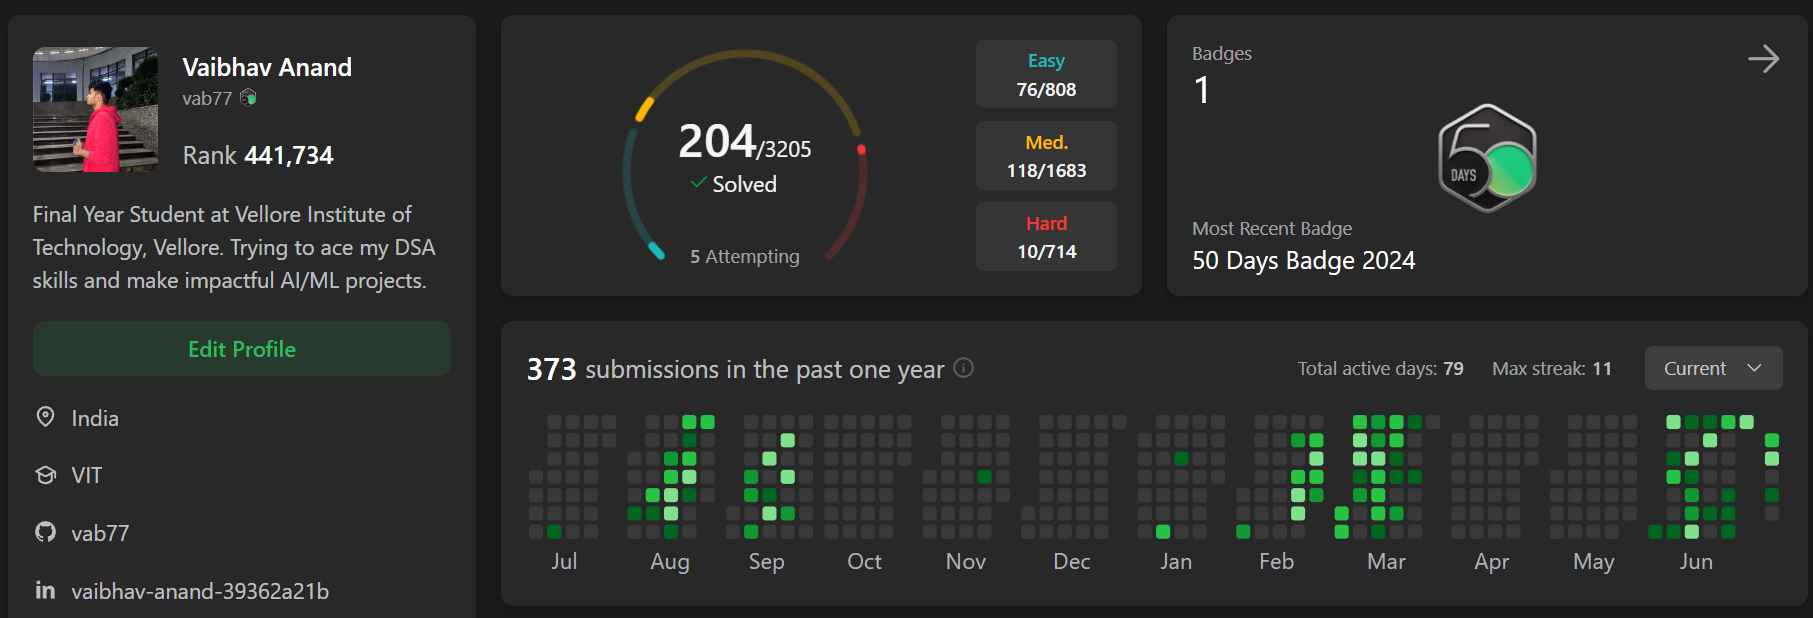 Vaibhav Anand
vab77
Rank 441,734
Final Year Student at Vellore Institute of
Technology, Vellore. Trying to ace my DSA
skills and make impactful AI/ML projects.
Edit Profile
India
VIT
vab77
vaibhav-anand-39362a21b
204/3205
Solved
5 Attempting
Easy
76/808
Med.
118/1683
Hard
10/714
Badges
1
50
DAYS
Most Recent Badge
50 Days Badge 2024
373 submissions in the past one year
Total active days: 79 Max streak: 11 Current
Jul Aug Sep Oct Nov Dec Jan Feb Mar Apr May Jun